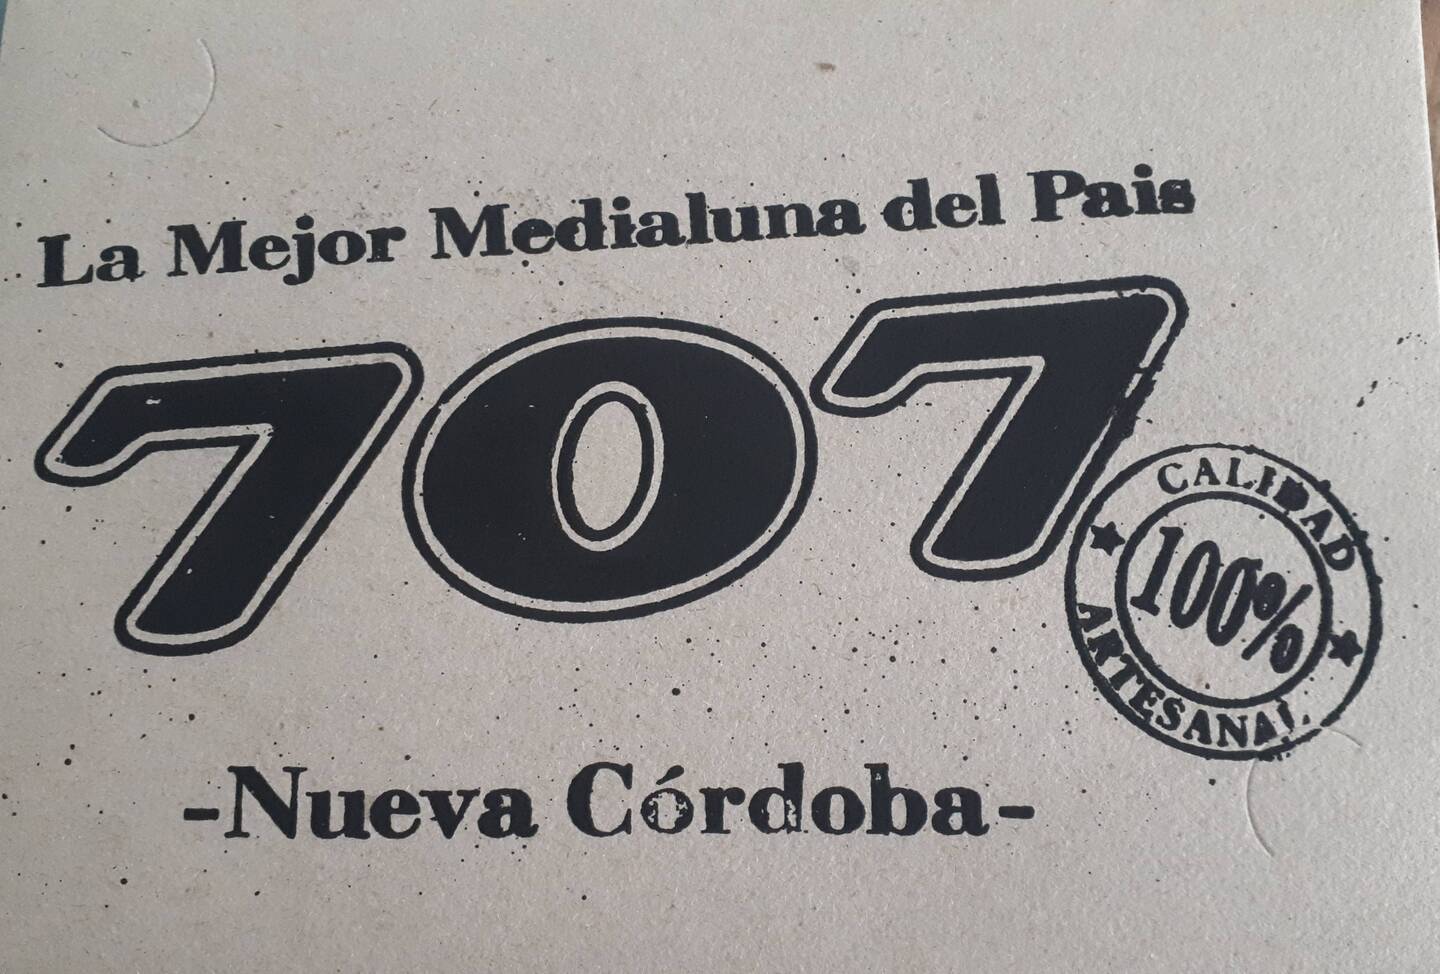 La Mejor Medialuna del Pais
707
CALIDAD
100%
ARTESANAL
-Nueva Córdoba-